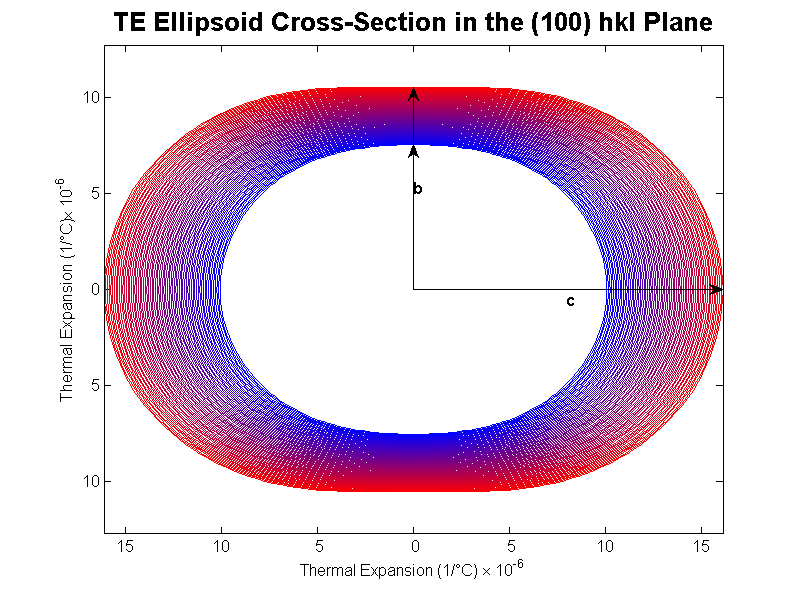 TE Ellipsoid Cross-Section in the (100) hkl Plane
10
5
0
5
10
Thermal Expansion (1/°C)× 10⁻⁶
b
c
15 10 5 0 5 10 15
Thermal Expansion (1/°C) × 10⁻⁶